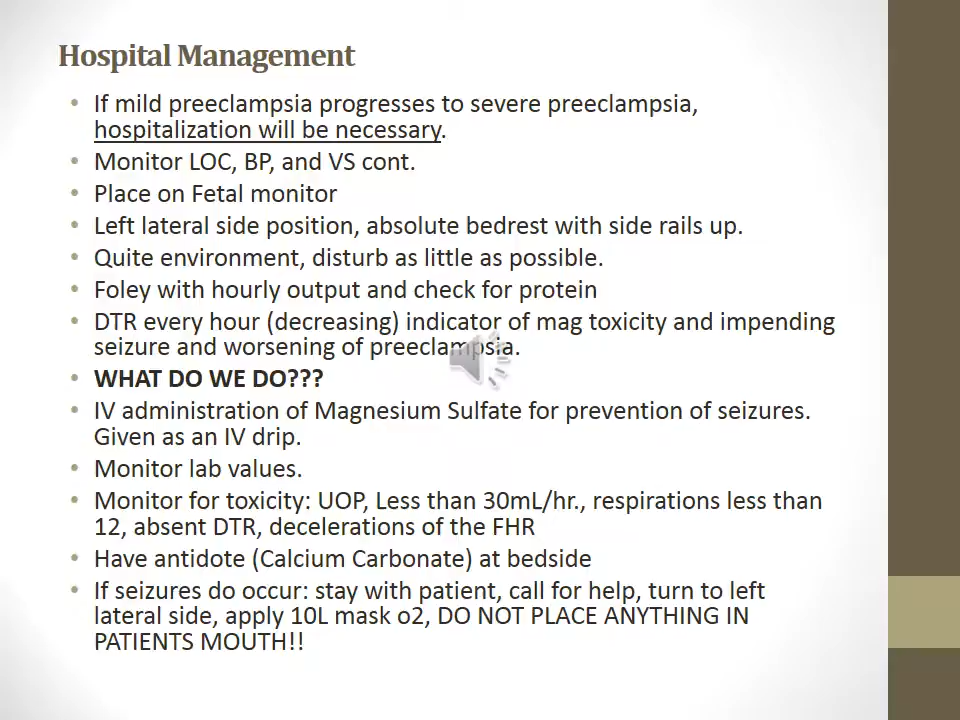 Hospital Management
• If mild preeclampsia progresses to severe preeclampsia,
hospitalization will be necessary.
• Monitor LOC, BP, and VS cont.
• Place on Fetal monitor
• Left lateral side position, absolute bedrest with side rails up.
• Quite environment, disturb as little as possible.
• Foley with hourly output and check for protein
• DTR every hour (decreasing) indicator of mag toxicity and impending
seizure and worsening of preeclampsia.
• WHAT DO WE DO???
• IV administration of Magnesium Sulfate for prevention of seizures.
Given as an IV drip.
• Monitor lab values.
• Monitor for toxicity: UOP, Less than 30mL/hr., respirations less than
12, absent DTR, decelerations of the FHR
• Have antidote (Calcium Carbonate) at bedside
• If seizures do occur: stay with patient, call for help, turn to left
lateral side, apply 10L mask o2, DO NOT PLACE ANYTHING IN
PATIENTS MOUTH!!